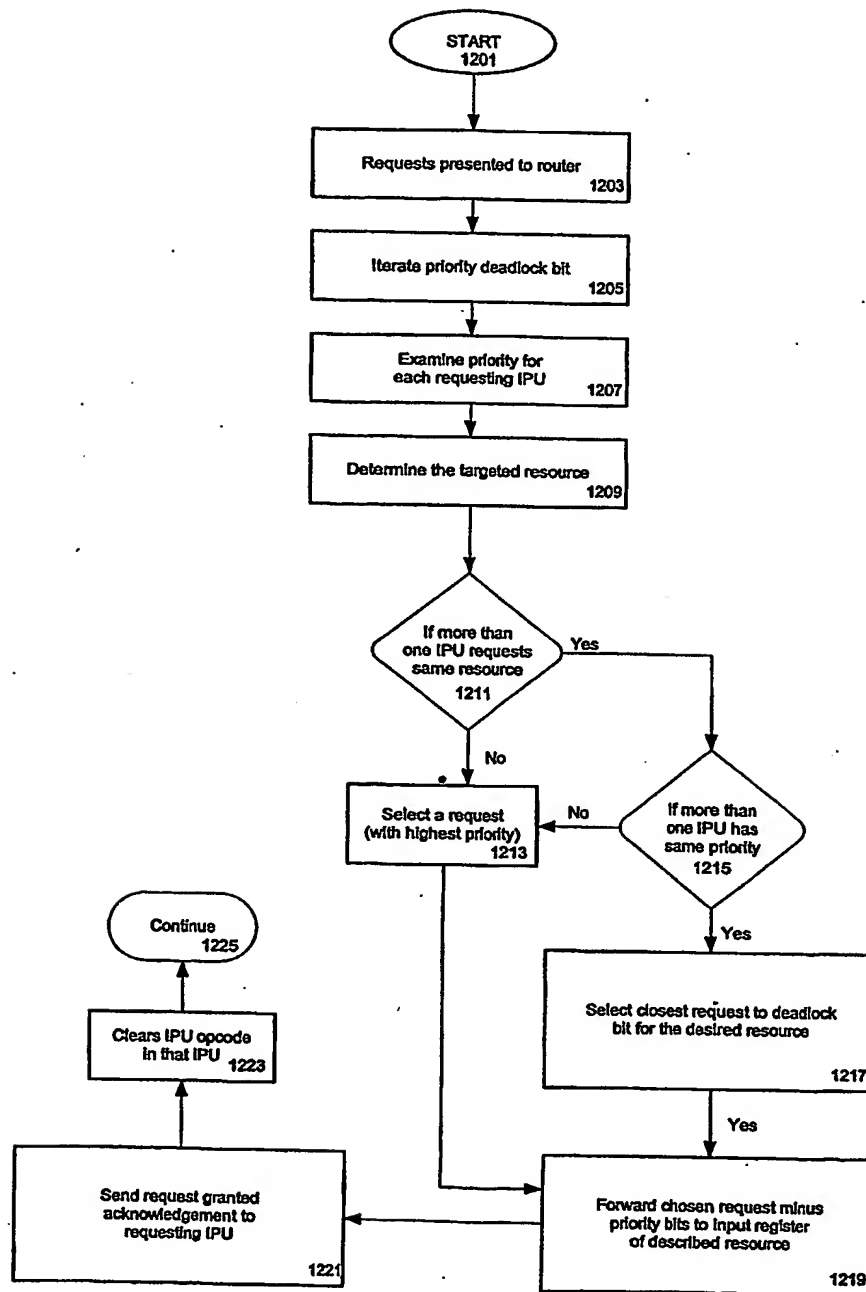 START
1201
Requests presented to router
1203
Iterate priority deadlock bit
1205
Examine priority for
each requesting IPU
1207
Determine the targeted resource
1209
If more than
one IPU requests
same resource
1211
Yes
No
Select a request
(with highest priority)
1213
No
If more than
one IPU has
same priority
1215
Yes
Continue
1225
Clears IPU opcode
in that IPU
1223
Select closest request to deadlock
bit for the desired resource
1217
Yes
Send request granted
acknowledgement to
requesting IPU
1221
Forward chosen request minus
priority bits to input register
of described resource
1219